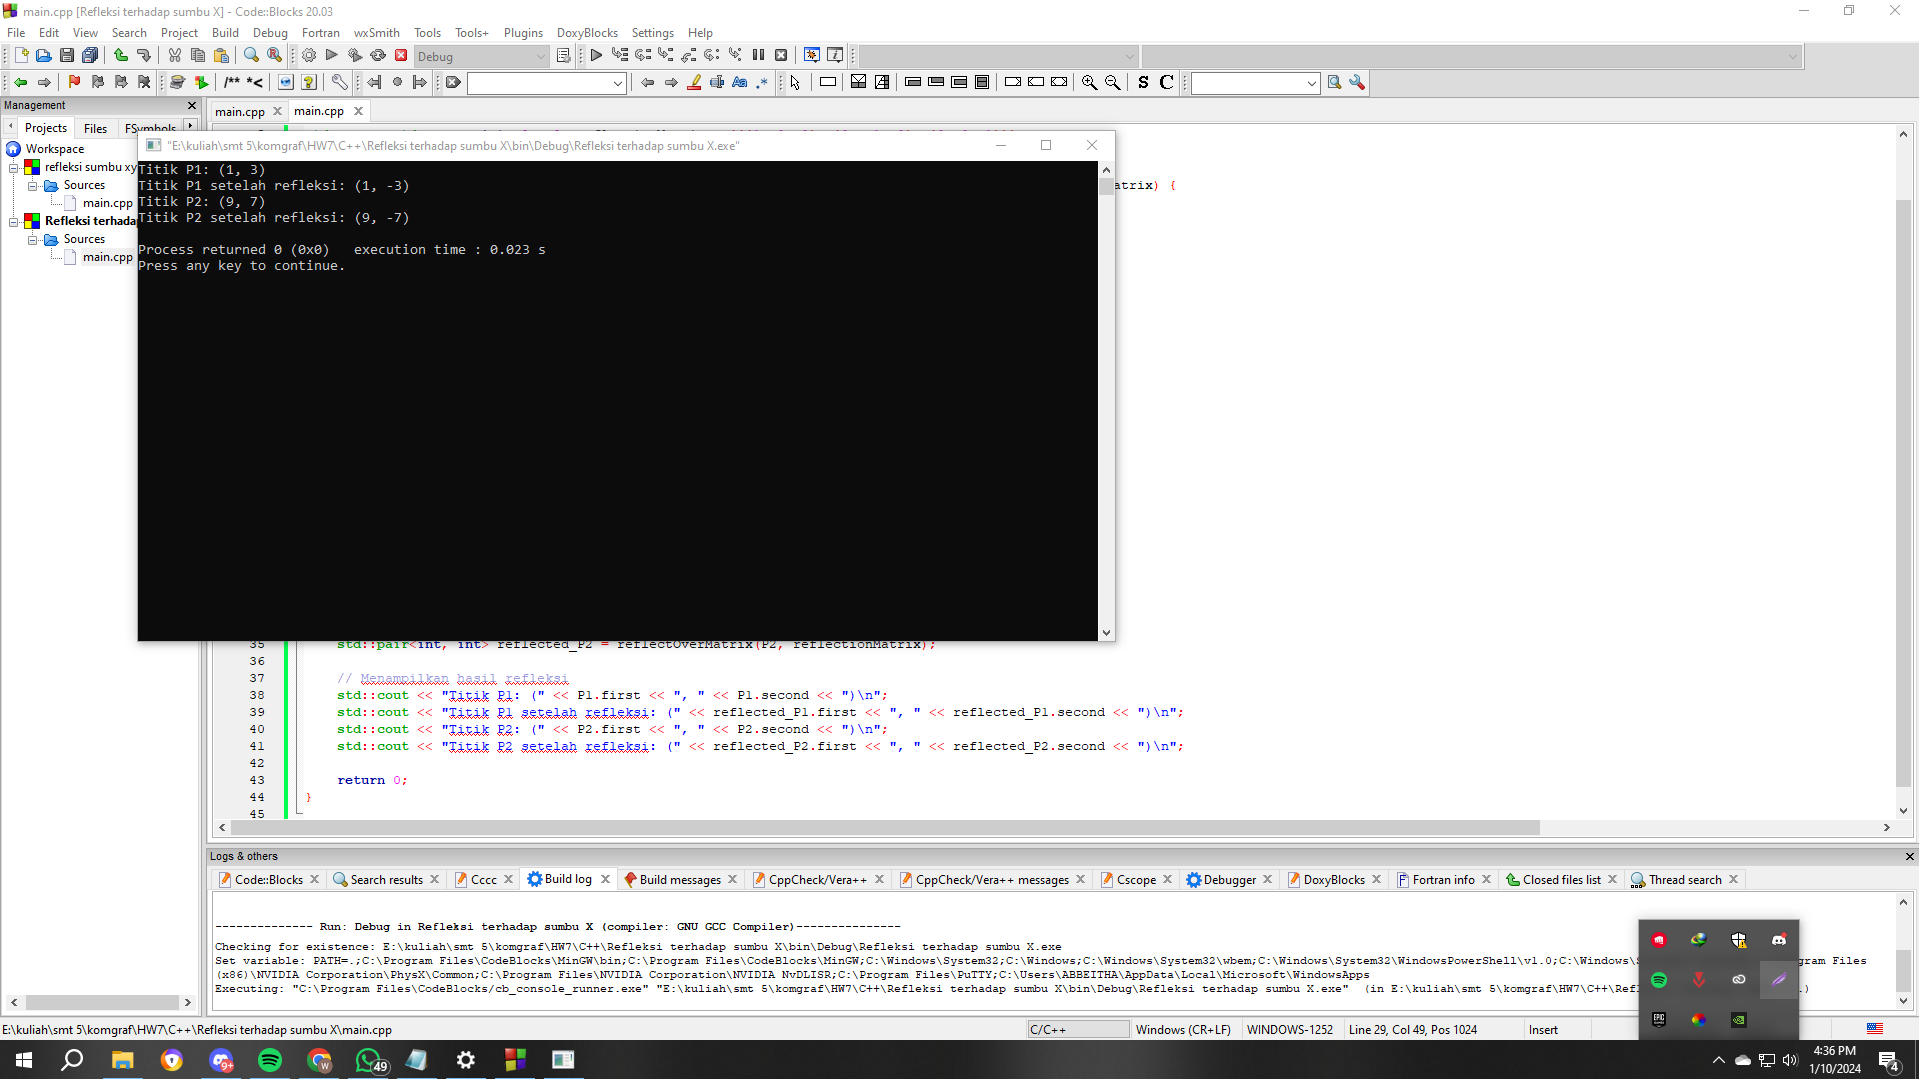 main.cpp [Refleksi terhadap sumbu X] - Code::Blocks 20.03
File Edit View Search Project Build Debug Fortran wxSmith Tools Tools+ Plugins DoxyBlocks Settings Help
Debug
/** *<
Aa .*
S C
Management
Projects Files FSymbols
main.cpp main.cpp
Workspace
refleksi sumbu xy
Sources
main.cpp
Refleksi terhada
Sources
main.cpp
"E:\kuliah\smt 5\komgraf\HW7\C++\Refleksi terhadap sumbu X\bin\Debug\Refleksi terhadap sumbu X.exe"
Titik P1: (1, 3)
Titik P1 setelah refleksi: (1, -3)
Titik P2: (9, 7)
Titik P2 setelah refleksi: (9, -7)
Process returned 0 (0x0)   execution time : 0.023 s
Press any key to continue.
atrix) {
35 std::pair<int, int> reflected_P2 = reflectOverMatrix(P2, reflectionMatrix);
36
37 // Menampilkan hasil refleksi
38 std::cout << "Titik P1: (" << P1.first << ", " << P1.second << ")\n";
39 std::cout << "Titik P1 setelah refleksi: (" << reflected_P1.first << ", " << reflected_P1.second << ")\n";
40 std::cout << "Titik P2: (" << P2.first << ", " << P2.second << ")\n";
41 std::cout << "Titik P2 setelah refleksi: (" << reflected_P2.first << ", " << reflected_P2.second << ")\n";
42
43 return 0;
44 }
45
Logs & others
Code::Blocks Search results Cccc Build log Build messages CppCheck/Vera++ CppCheck/Vera++ messages Cscope Debugger DoxyBlocks Fortran info Closed files list Thread search
-------------- Run: Debug in Refleksi terhadap sumbu X (compiler: GNU GCC Compiler)---------------
Checking for existence: E:\kuliah\smt 5\komgraf\HW7\C++\Refleksi terhadap sumbu X\bin\Debug\Refleksi terhadap sumbu X.exe
Set variable: PATH=.;C:\Program Files\CodeBlocks\MinGW\bin;C:\Program Files\CodeBlocks\MinGW;C:\Windows\System32;C:\Windows;C:\Windows\System32\wbem;C:\Windows\System32\WindowsPowerShell\v1.0;C:\Windows\ gram Files
(x86)\NVIDIA Corporation\PhysX\Common;C:\Program Files\NVIDIA Corporation\NVIDIA NvDLISR;C:\Program Files\PuTTY;C:\Users\ABBEITHA\AppData\Local\Microsoft\WindowsApps
Executing: "C:\Program Files\CodeBlocks/cb_console_runner.exe" "E:\kuliah\smt 5\komgraf\HW7\C++\Refleksi terhadap sumbu X\bin\Debug\Refleksi terhadap sumbu X.exe"  (in E:\kuliah\smt 5\komgraf\HW7\C++\Refl .)
EPIC
E:\kuliah\smt 5\komgraf\HW7\C++\Refleksi terhadap sumbu X\main.cpp C/C++ Windows (CR+LF) WINDOWS-1252 Line 29, Col 49, Pos 1024 Insert
9+
W
49
4:36 PM
1/10/2024
4